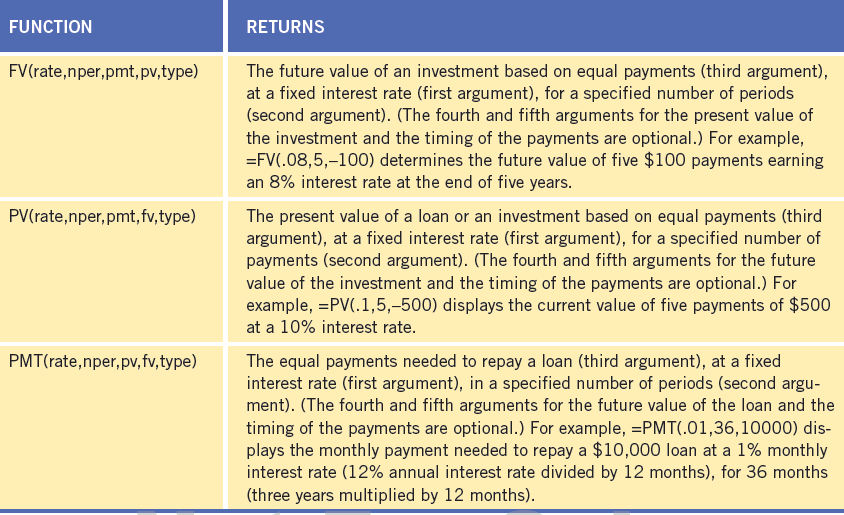 FUNCTION
RETURNS
FV(rate,nper,pmt,pv,type)
The future value of an investment based on equal payments (third argument),
at a fixed interest rate (first argument), for a specified number of periods
(second argument). (The fourth and fifth arguments for the present value of
the investment and the timing of the payments are optional.) For example,
=FV(.08,5,–100) determines the future value of five $100 payments earning
an 8% interest rate at the end of five years.
PV(rate,nper,pmt,fv,type)
The present value of a loan or an investment based on equal payments (third
argument), at a fixed interest rate (first argument), for a specified number of
payments (second argument). (The fourth and fifth arguments for the future
value of the investment and the timing of the payments are optional.) For
example, =PV(.1,5,–500) displays the current value of five payments of $500
at a 10% interest rate.
PMT(rate,nper,pv,fv,type)
The equal payments needed to repay a loan (third argument), at a fixed
interest rate (first argument), in a specified number of periods (second argu-
ment). (The fourth and fifth arguments for the future value of the loan and the
timing of the payments are optional.) For example, =PMT(.01,36,10000) dis-
plays the monthly payment needed to repay a $10,000 loan at a 1% monthly
interest rate (12% annual interest rate divided by 12 months), for 36 months
(three years multiplied by 12 months).